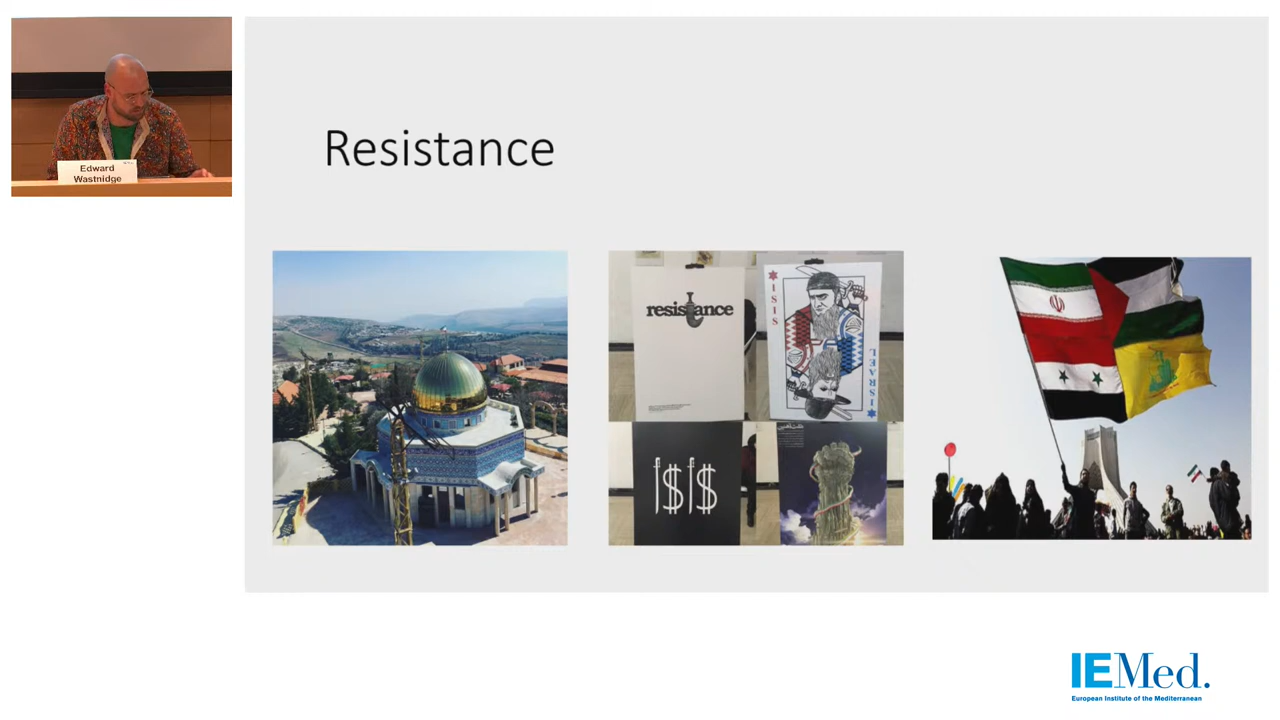 Edward
Wastnidge
Resistance
resistance
ISIS
ISRAEL
I$I$
IEMed.
European Institute of the Mediterranean